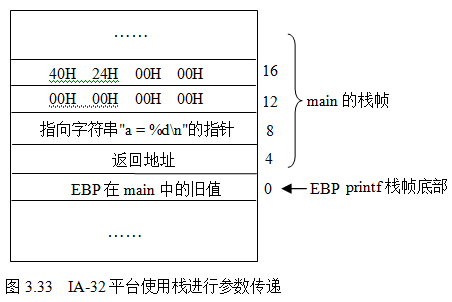 ……
40H 24H 00H 00H 16
00H 00H 00H 00H 12
指向字符串"a = %d\n"的指针 8
返回地址 4
EBP 在 main 中的旧值 0
……
main 的栈帧
EBP printf 栈帧底部
图 3.33 IA-32 平台使用栈进行参数传递